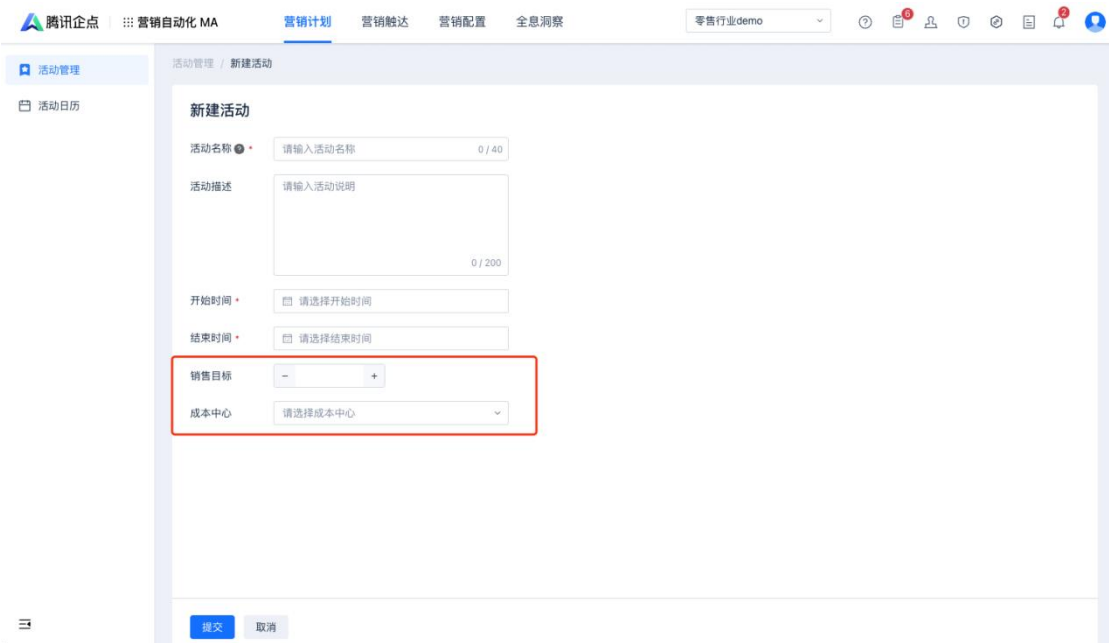 腾讯企点 营销自动化 MA 营销计划 营销触达 营销配置 全息洞察 零售行业demo 6 2
活动管理
活动日历
活动管理 / 新建活动
新建活动
活动名称 * 请输入活动名称 0 / 40
活动描述 请输入活动说明
0 / 200
开始时间 * 请选择开始时间
结束时间 * 请选择结束时间
销售目标 − +
成本中心 请选择成本中心
提交 取消